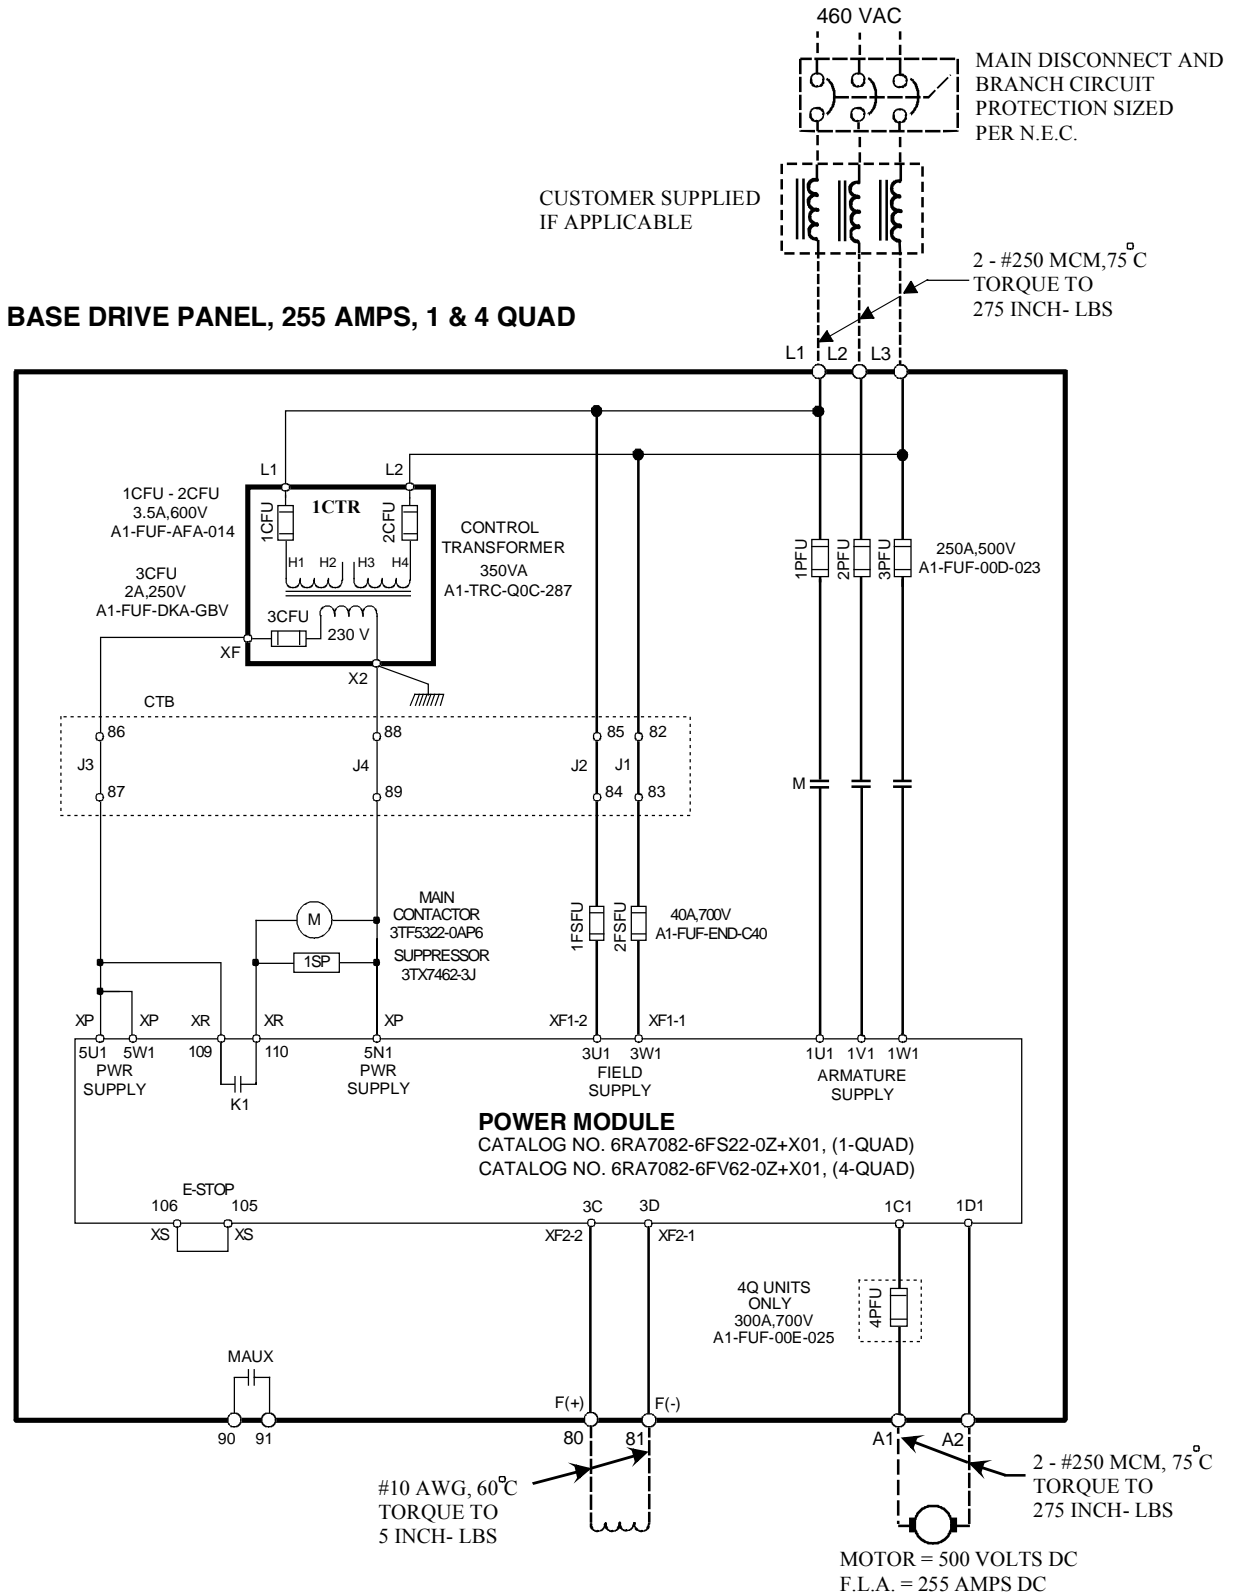 460 VAC
MAIN DISCONNECT AND
BRANCH CIRCUIT
PROTECTION SIZED
PER N.E.C.
CUSTOMER SUPPLIED
IF APPLICABLE
2 - #250 MCM,75°C
TORQUE TO
275 INCH- LBS
BASE DRIVE PANEL, 255 AMPS, 1 & 4 QUAD
L1 L2 L3
L1 L2
1CFU - 2CFU
3.5A,600V
A1-FUF-AFA-014
1CFU
1CTR
2CFU
CONTROL
TRANSFORMER
350VA
A1-TRC-Q0C-287
H1 H2 H3 H4
1PFU
2PFU
3PFU
250A,500V
A1-FUF-00D-023
3CFU
2A,250V
A1-FUF-DKA-GBV
3CFU
230 V
XF
X2
CTB
86 88 85 82
J3 J4 J2 J1
87 89 84 83
M
M
MAIN
CONTACTOR
3TF5322-0AP6
1SP
SUPPRESSOR
3TX7462-3J
1FSFU
2FSFU
40A,700V
A1-FUF-END-C40
XP XP XR XR XP XF1-2 XF1-1
5U1 5W1 109 110 5N1 3U1 3W1 1U1 1V1 1W1
PWR
SUPPLY
K1
PWR
SUPPLY
FIELD
SUPPLY
ARMATURE
SUPPLY
POWER MODULE
CATALOG NO. 6RA7082-6FS22-0Z+X01, (1-QUAD)
CATALOG NO. 6RA7082-6FV62-0Z+X01, (4-QUAD)
E-STOP
106 105 3C 3D 1C1 1D1
XS XS XF2-2 XF2-1
4Q UNITS
ONLY
300A,700V
A1-FUF-00E-025
4PFU
MAUX
F(+) F(-)
90 91 80 81 A1 A2
#10 AWG, 60°C
TORQUE TO
5 INCH- LBS
2 - #250 MCM, 75°C
TORQUE TO
275 INCH- LBS
MOTOR = 500 VOLTS DC
F.L.A. = 255 AMPS DC